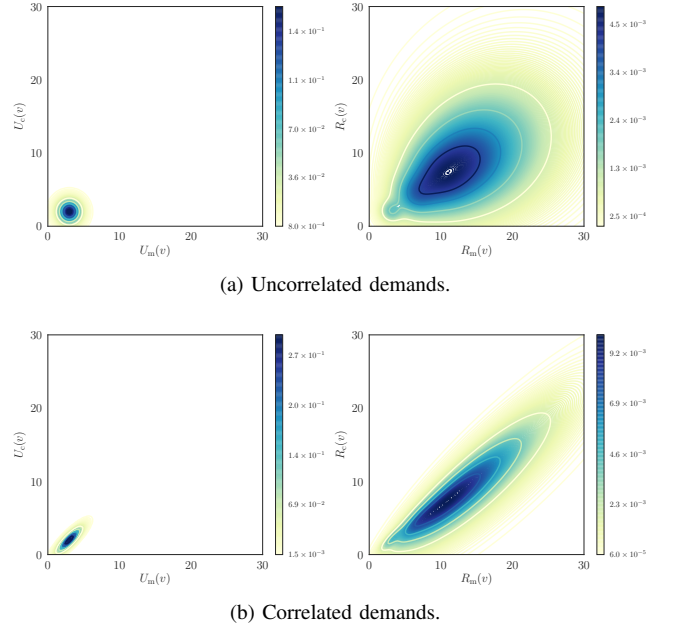 30
20
10
0
0
10
20
30
U_c(v)
U_m(v)
1.4 × 10⁻¹
1.1 × 10⁻¹
7.0 × 10⁻²
3.6 × 10⁻²
8.0 × 10⁻⁴
30
20
10
0
0
10
20
30
R_c(v)
R_m(v)
4.5 × 10⁻³
3.4 × 10⁻³
2.4 × 10⁻³
1.3 × 10⁻³
2.5 × 10⁻⁴
(a) Uncorrelated demands.
30
20
10
0
0
10
20
30
U_c(v)
U_m(v)
2.7 × 10⁻¹
2.0 × 10⁻¹
1.4 × 10⁻¹
6.9 × 10⁻²
1.5 × 10⁻³
30
20
10
0
0
10
20
30
R_c(v)
R_m(v)
9.2 × 10⁻³
6.9 × 10⁻³
4.6 × 10⁻³
2.3 × 10⁻³
6.0 × 10⁻⁵
(b) Correlated demands.